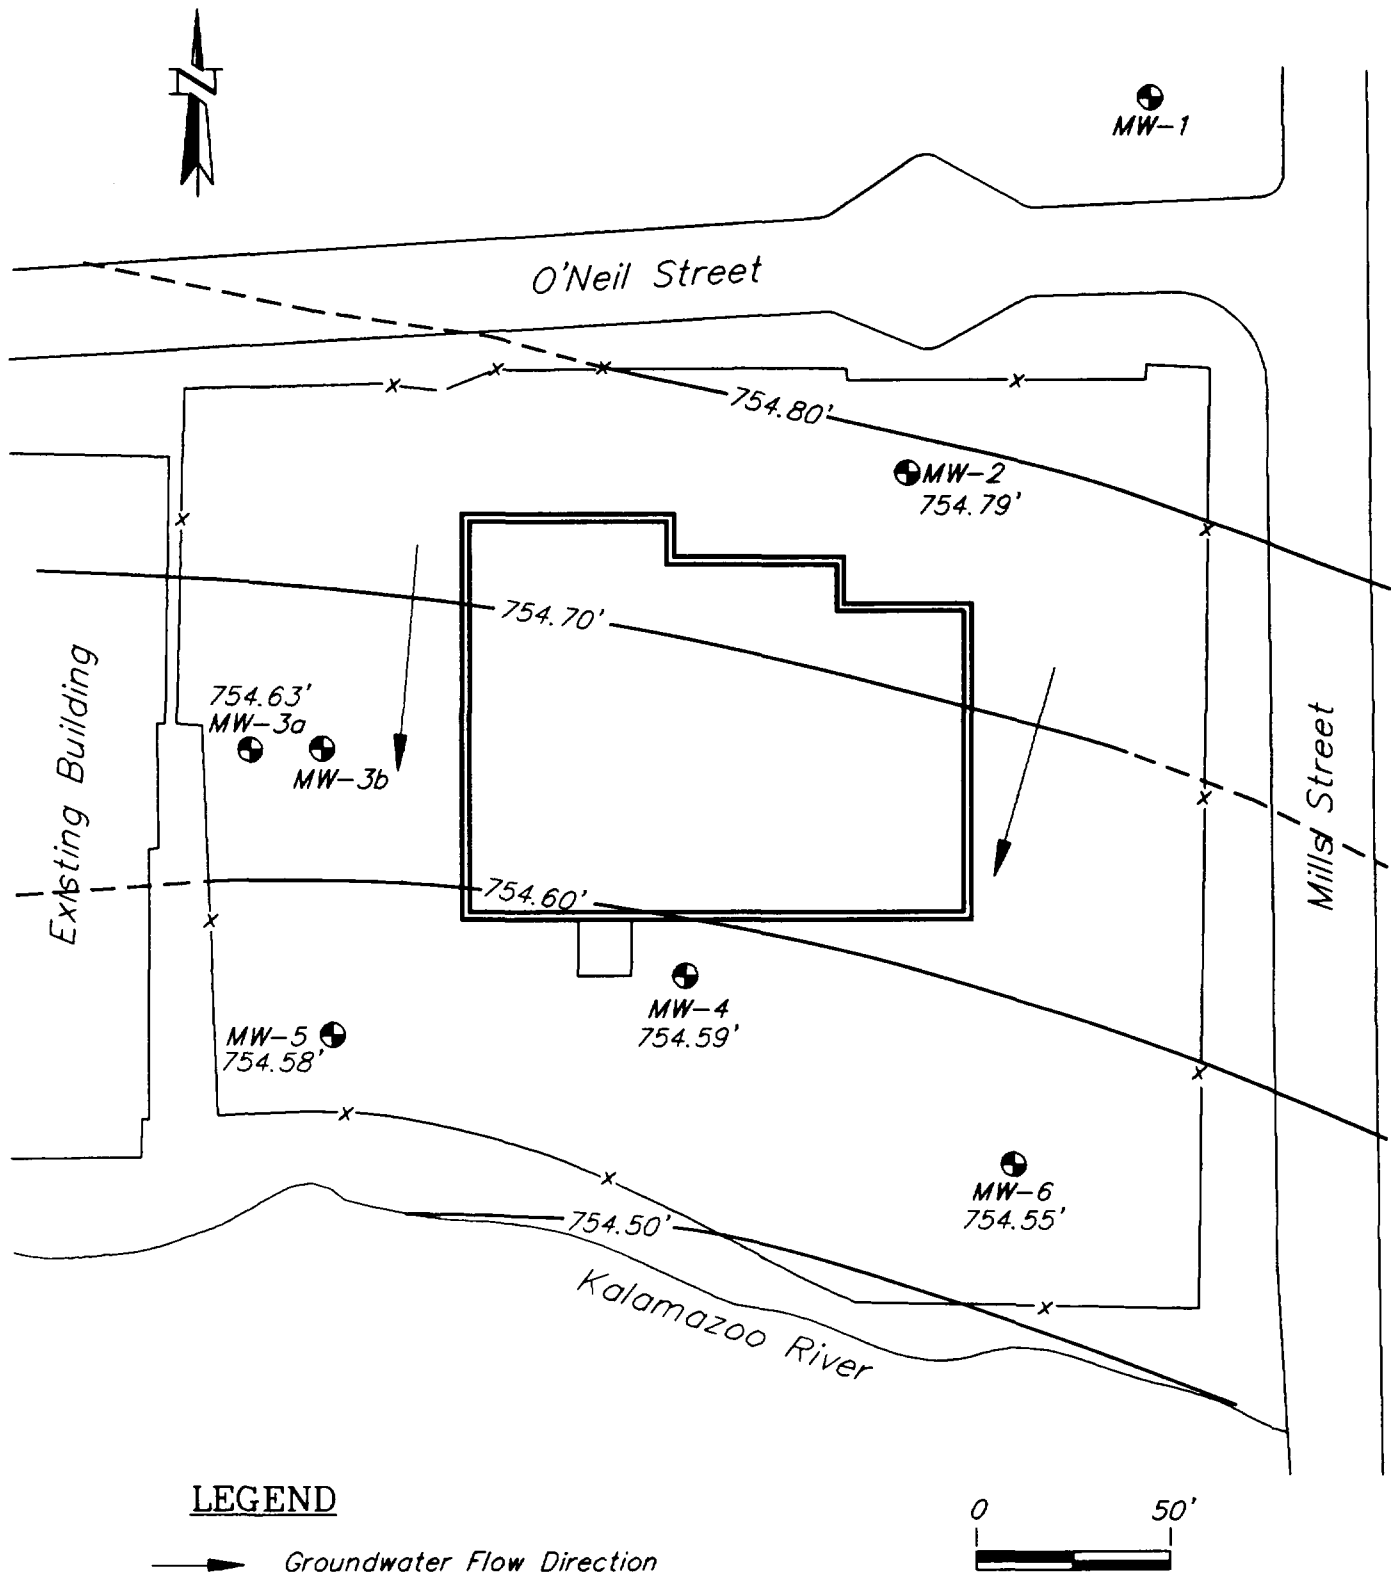 N
MW-1
O'Neil Street
754.80'
MW-2
754.79'
754.70'
754.63'
MW-3a
MW-3b
Existing Building
Mills Street
754.60'
MW-4
754.59'
MW-5
754.58'
MW-6
754.55'
754.50'
Kalamazoo River
LEGEND
Groundwater Flow Direction
0 50'